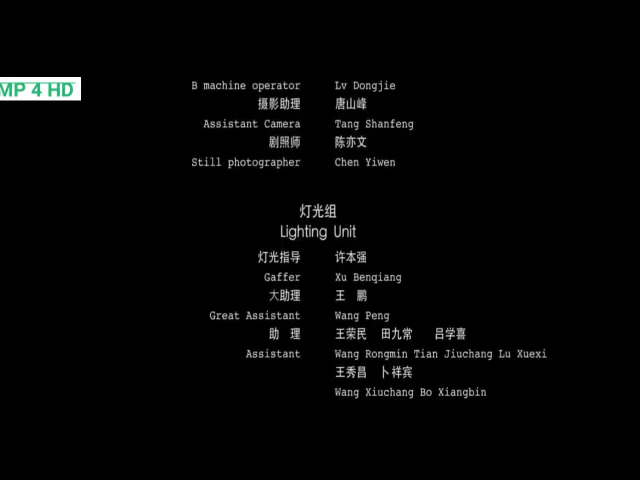 MP 4 HD
B machine operator Lv Dongjie
摄影助理 唐山峰
Assistant Camera Tang Shanfeng
剧照师 陈亦文
Still photographer Chen Yiwen
灯光组
Lighting Unit
灯光指导 许本强
Gaffer Xu Benqiang
大助理 王 鹏
Great Assistant Wang Peng
助 理 王荣民 田九常 吕学喜
Assistant Wang Rongmin Tian Jiuchang Lu Xuexi
王秀昌 卜祥宾
Wang Xiuchang Bo Xiangbin